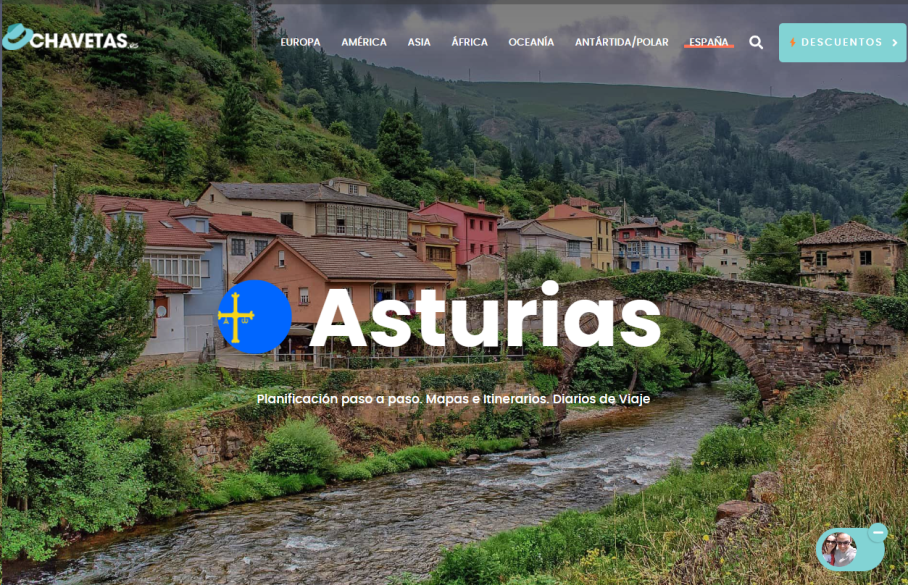 CHAVETAS.es
EUROPA AMÉRICA ASIA ÁFRICA OCEANÍA ANTÁRTIDA/POLAR ESPAÑA
DESCUENTOS
Asturias
Planificación paso a paso. Mapas e Itinerarios. Diarios de Viaje